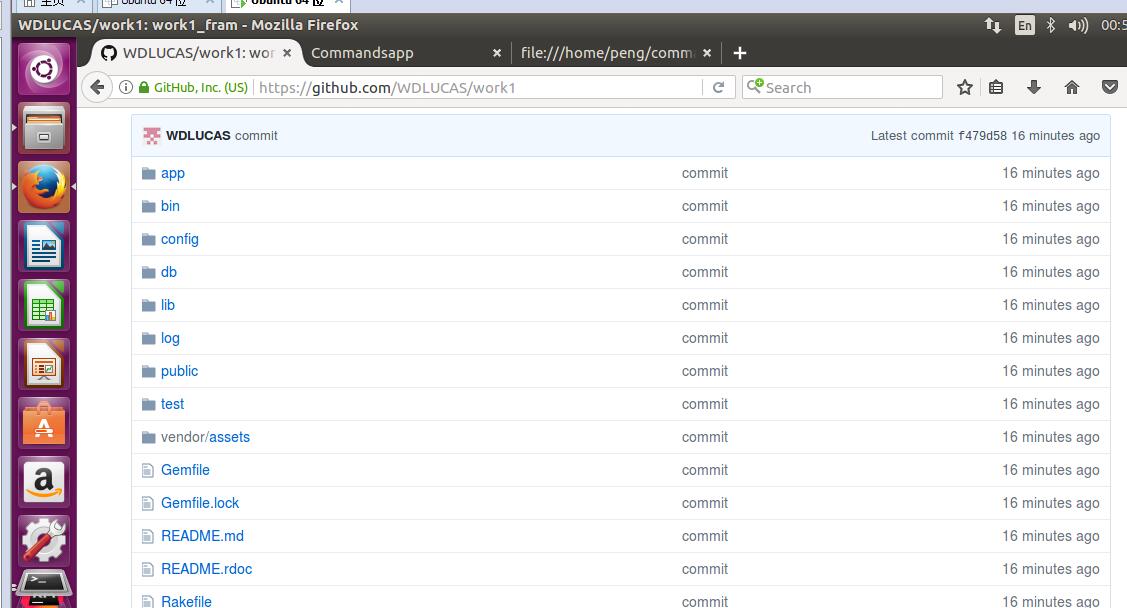 主页 Ubuntu 64 位 Ubuntu 64 位
WDLUCAS/work1: work1_fram - Mozilla Firefox En 00:5
WDLUCAS/work1: wor Commandsapp file:///home/peng/comm
GitHub, Inc. (US) https://github.com/WDLUCAS/work1 Search
WDLUCAS commit Latest commit f479d58 16 minutes ago
app commit 16 minutes ago
bin commit 16 minutes ago
config commit 16 minutes ago
db commit 16 minutes ago
lib commit 16 minutes ago
log commit 16 minutes ago
public commit 16 minutes ago
test commit 16 minutes ago
vendor/assets commit 16 minutes ago
Gemfile commit 16 minutes ago
Gemfile.lock commit 16 minutes ago
README.md commit 16 minutes ago
README.rdoc commit 16 minutes ago
Rakefile commit 16 minutes ago